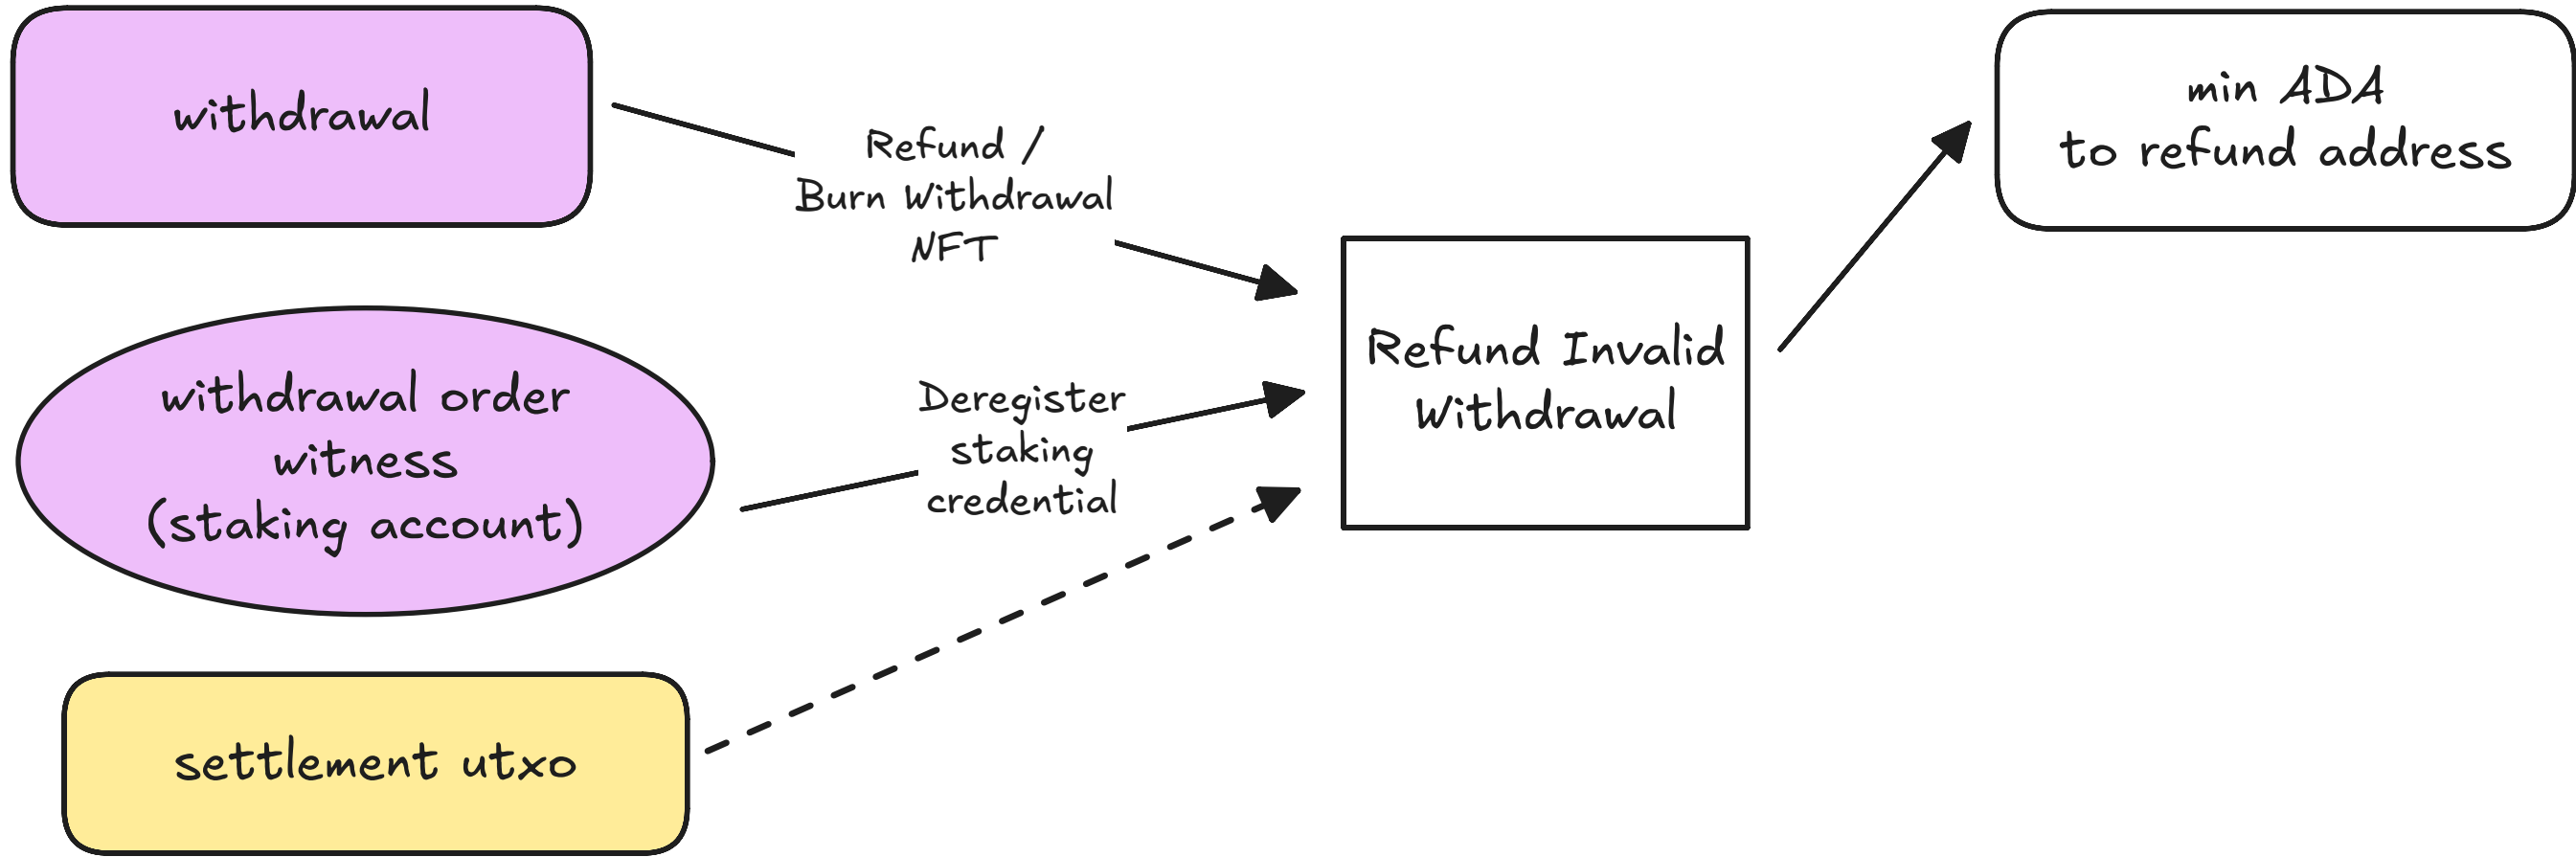 withdrawal
Refund /
Burn Withdrawal
NFT
withdrawal order
witness
(staking account)
Deregister
staking
credential
settlement utxo
Refund Invalid
Withdrawal
min ADA
to refund address